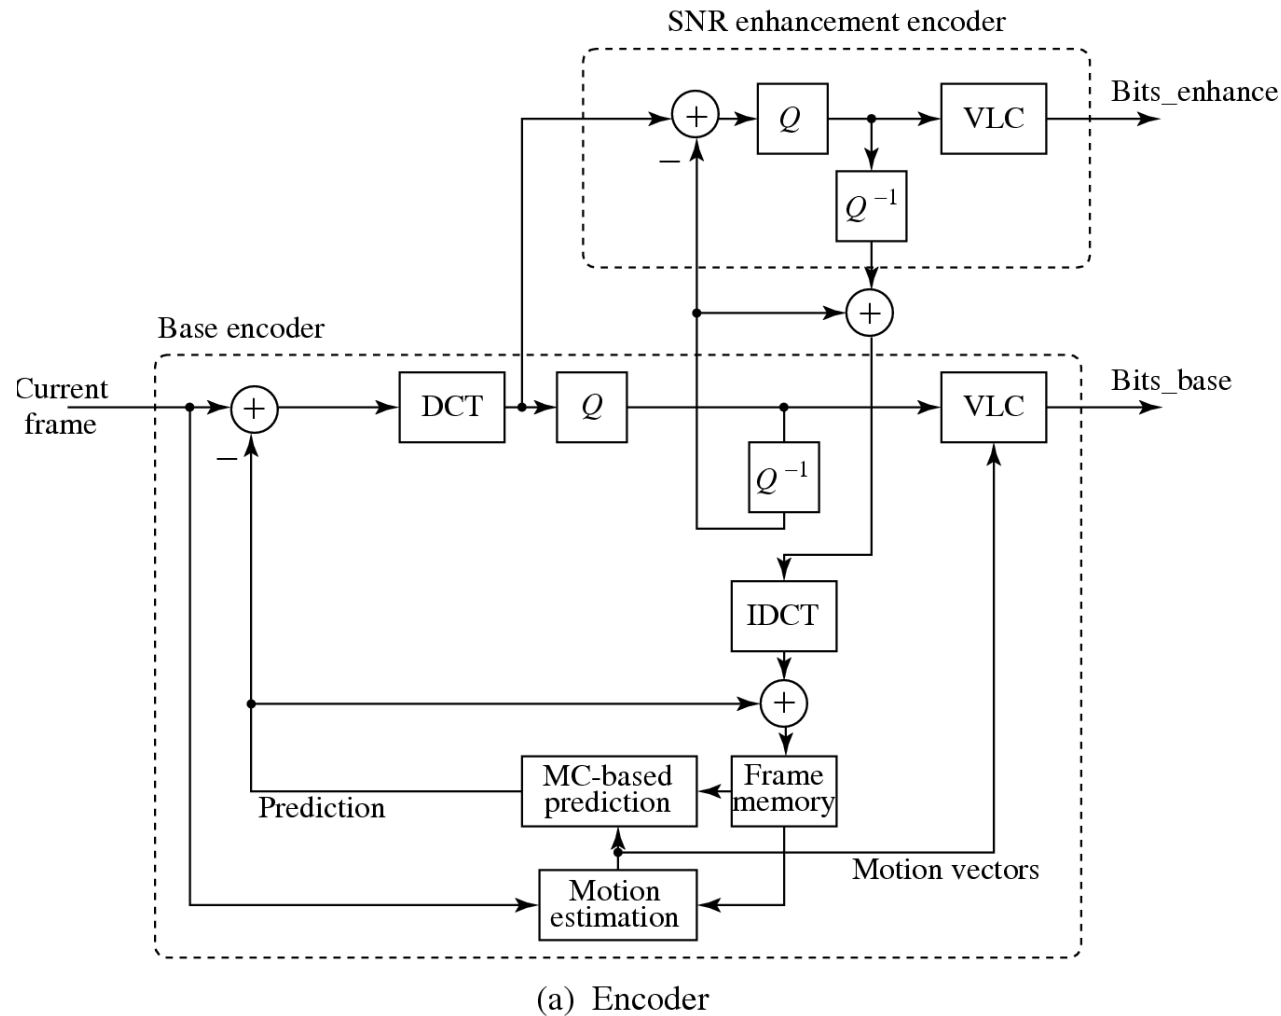 SNR enhancement encoder
Bits_enhance
+
Q
VLC
−
Q⁻¹
+
Base encoder
Current
frame
+
DCT
Q
VLC
Bits_base
−
Q⁻¹
IDCT
+
MC-based
prediction
Frame
memory
Prediction
Motion vectors
Motion
estimation
(a) Encoder